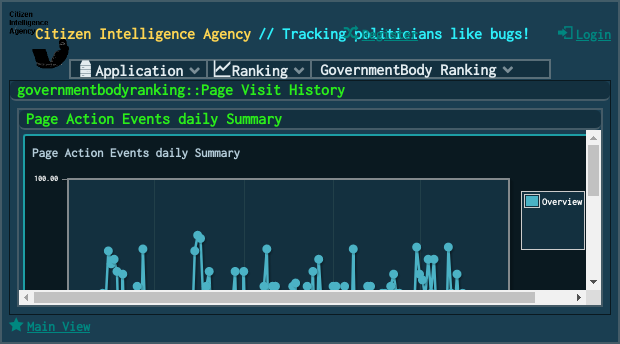 Citizen
Intelligence
Agency
Citizen Intelligence Agency // Tracking politicians like bugs!
Register
Login
Application
Ranking
GovernmentBody Ranking
governmentbodyranking::Page Visit History
Page Action Events daily Summary
Page Action Events daily Summary
100.00
Overview
Main View